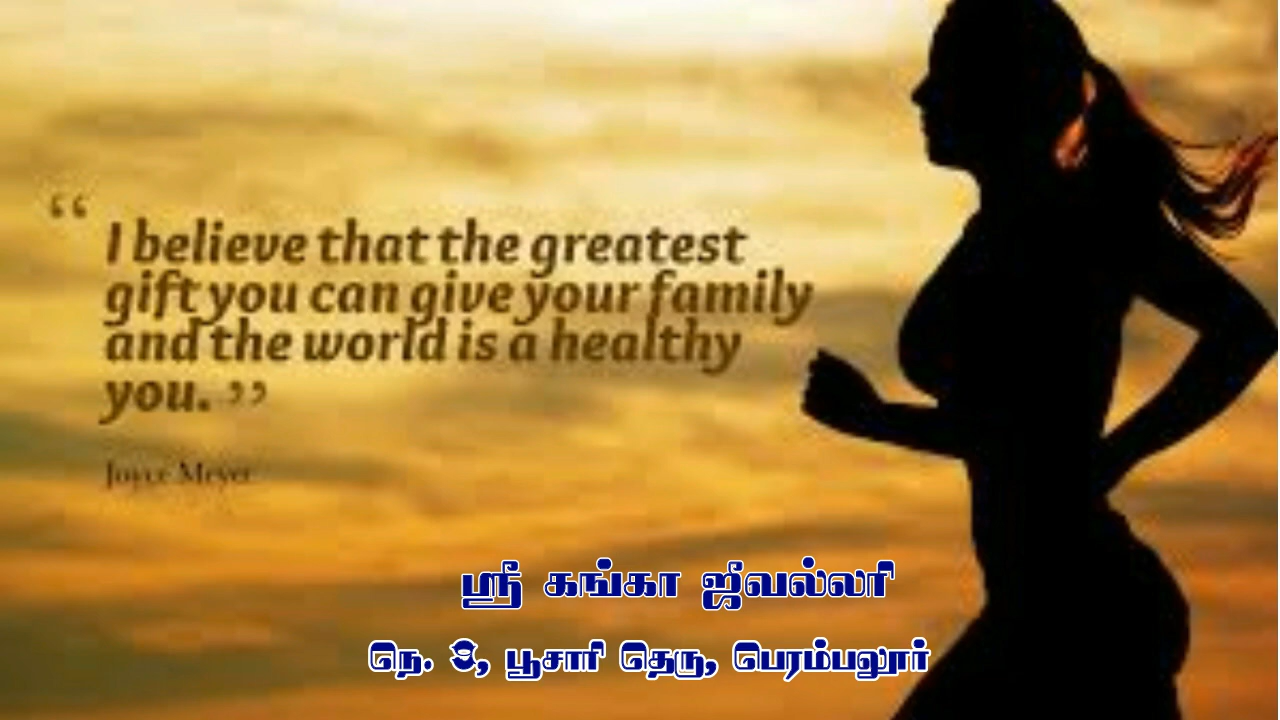 “ I believe that the greatest
gift you can give your family
and the world is a healthy
you. ”
Joyce Meyer
ஸ்ரீ கங்கா ஜீவல்லரி
நெ. 8, பூசாரி தெரு, பெரம்பலூர்